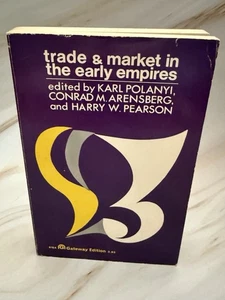 trade & market in
the early empires
edited by KARL POLANYI,
CONRAD M. ARENSBERG,
and HARRY W. PEARSON
Gateway Edition